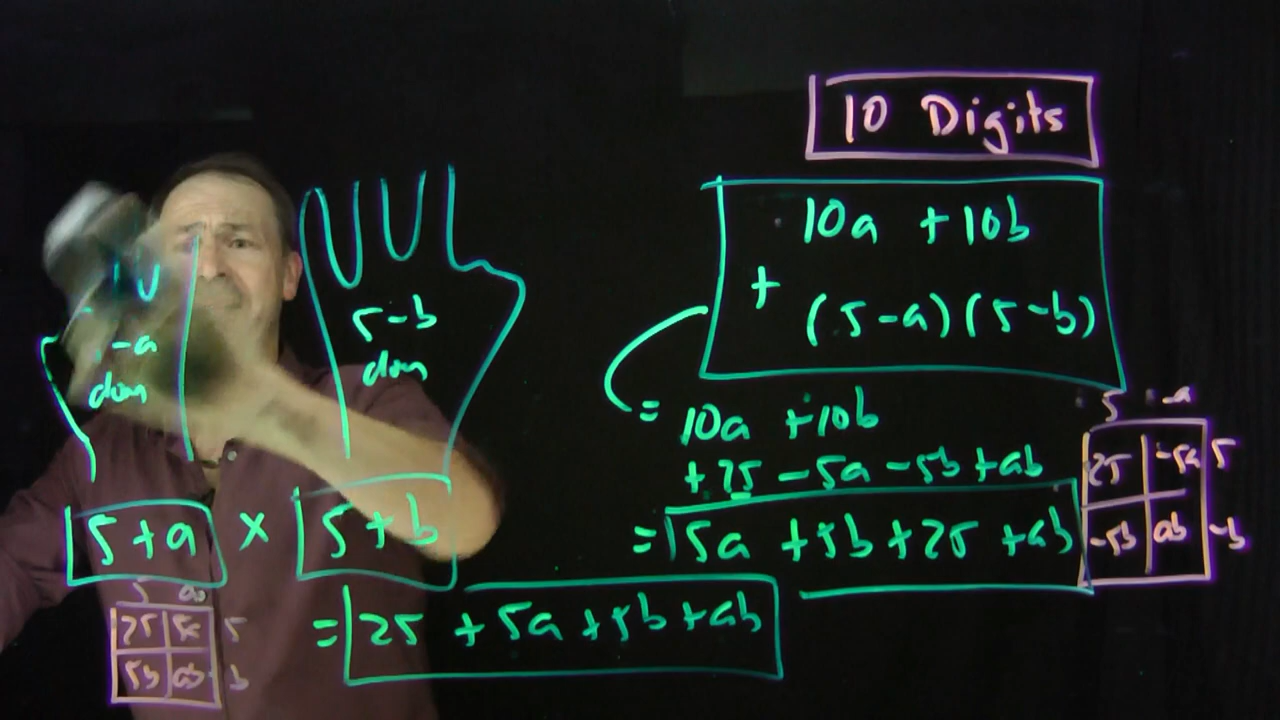 10 Digits
10a + 10b
+ (5-a)(5-b)
= 10a + 10b
+ 25 - 5a - 5b + ab
= 5a + 5b + 25 + ab
5 -a
25 -5a 5
-5b ab -b
-a
down
5-b
down
5+a × 5+b
= 25 + 5a + 5b + ab
5
25 5a 5
5b ab b